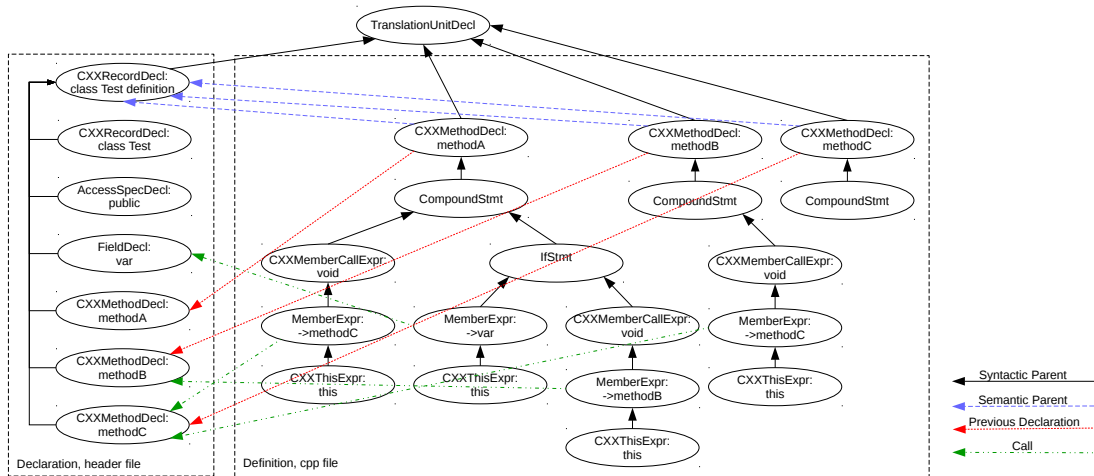 TranslationUnitDecl
CXXRecordDecl:
class Test definition
CXXRecordDecl:
class Test
AccessSpecDecl:
public
FieldDecl:
var
CXXMethodDecl:
methodA
CXXMethodDecl:
methodB
CXXMethodDecl:
methodC
Declaration, header file
CXXMethodDecl:
methodA
CXXMethodDecl:
methodB
CXXMethodDecl:
methodC
CompoundStmt
CompoundStmt
CompoundStmt
CXXMemberCallExpr:
void
IfStmt
CXXMemberCallExpr:
void
MemberExpr:
->methodC
MemberExpr:
->var
CXXMemberCallExpr:
void
MemberExpr:
->methodC
CXXThisExpr:
this
CXXThisExpr:
this
MemberExpr:
->methodB
CXXThisExpr:
this
CXXThisExpr:
this
Definition, cpp file
Syntactic Parent
Semantic Parent
Previous Declaration
Call